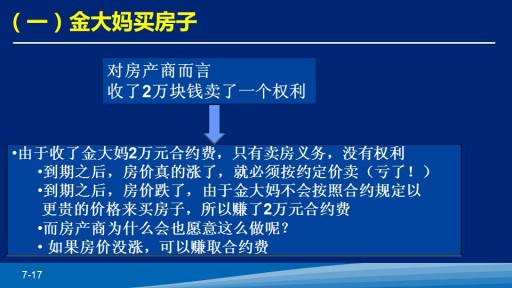 （一）金大妈买房子
对房产商而言
收了2万块钱卖了一个权利
•由于收了金大妈2万元合约费，只有卖房义务，没有权利
•到期之后，房价真的涨了，就必须按约定价卖（亏了！）
•到期之后，房价跌了，由于金大妈不会按照合约规定以
更贵的价格来买房子，所以赚了2万元合约费
•而房产商为什么会也愿意这么做呢？
• 如果房价没涨，可以赚取合约费
7-17